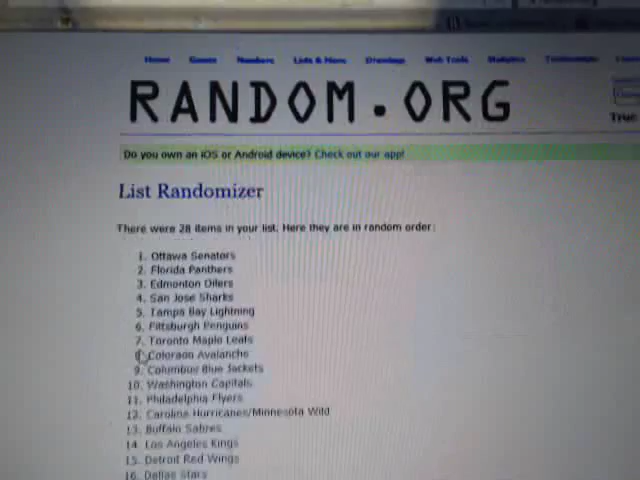 Home Games Numbers Lists & More Drawings Web Tools Statistics Testimonials
RANDOM.ORG
True
Do you own an iOS or Android device? Check out our app!
List Randomizer
There were 28 items in your list. Here they are in random order:
1. Ottawa Senators
2. Florida Panthers
3. Edmonton Oilers
4. San Jose Sharks
5. Tampa Bay Lightning
6. Pittsburgh Penguins
7. Toronto Maple Leafs
8. Colorado Avalanche
9. Columbus Blue Jackets
10. Washington Capitals
11. Philadelphia Flyers
12. Carolina Hurricanes/Minnesota Wild
13. Buffalo Sabres
14. Los Angeles Kings
15. Detroit Red Wings
16. Dallas Stars